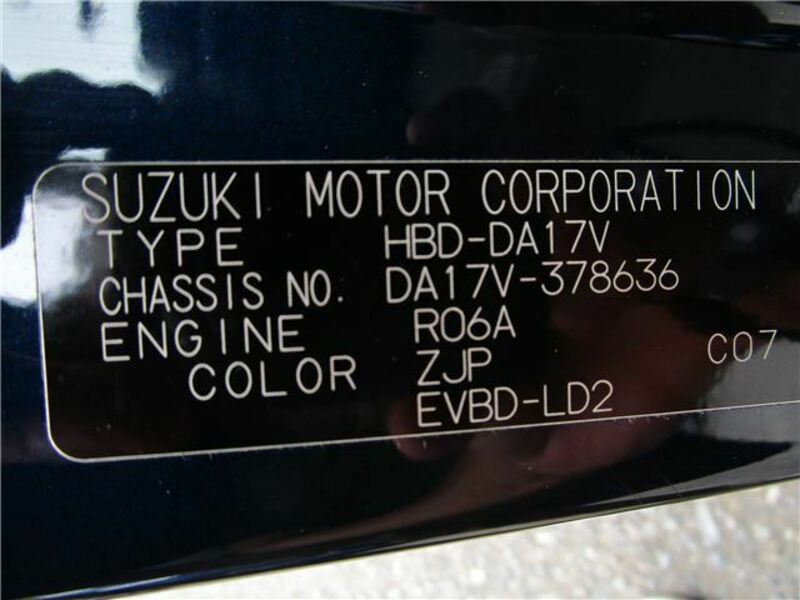 SUZUKI MOTOR CORPORATION
TYPE HBD-DA17V
CHASSIS NO. DA17V-378636
ENGINE R06A
COLOR ZJP C07
EVBD-LD2